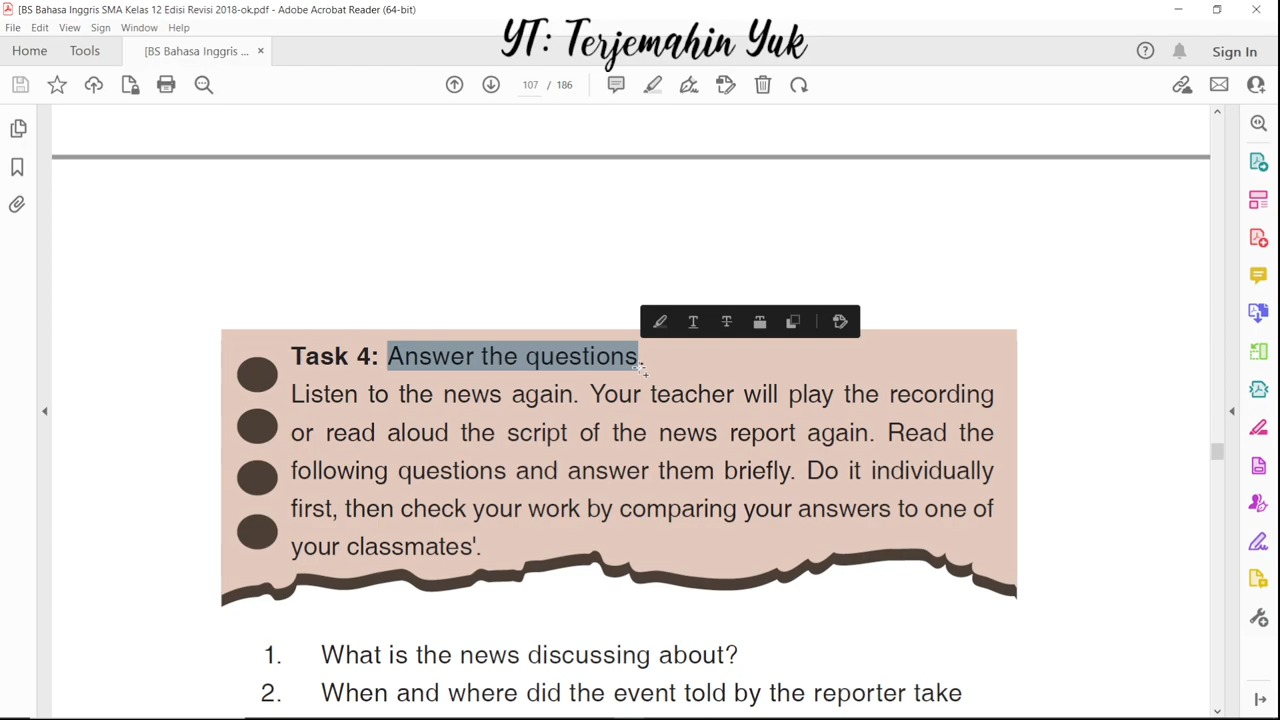 [BS Bahasa Inggris SMA Kelas 12 Edisi Revisi 2018-ok.pdf - Adobe Acrobat Reader (64-bit)
File Edit View Sign Window Help
YT: Terjemahin Yuk
Home Tools [BS Bahasa Inggris ... × Sign In
107 / 186
Task 4: Answer the questions.
Listen to the news again. Your teacher will play the recording
or read aloud the script of the news report again. Read the
following questions and answer them briefly. Do it individually
first, then check your work by comparing your answers to one of
your classmates'.
1. What is the news discussing about?
2. When and where did the event told by the reporter take